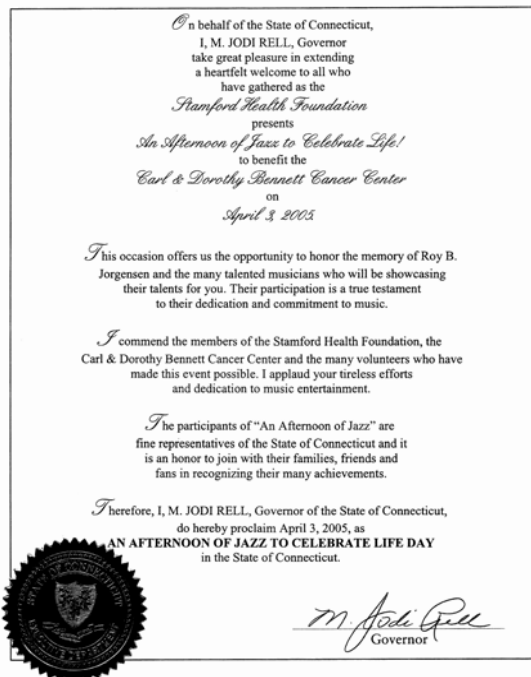 On behalf of the State of Connecticut,
I, M. JODI RELL, Governor
take great pleasure in extending
a heartfelt welcome to all who
have gathered as the
Stamford Health Foundation
presents
An Afternoon of Jazz to Celebrate Life!
to benefit the
Carl & Dorothy Bennett Cancer Center
on
April 3, 2005
This occasion offers us the opportunity to honor the memory of Roy B.
Jorgensen and the many talented musicians who will be showcasing
their talents for you. Their participation is a true testament
to their dedication and commitment to music.
I commend the members of the Stamford Health Foundation, the
Carl & Dorothy Bennett Cancer Center and the many volunteers who have
made this event possible. I applaud your tireless efforts
and dedication to music entertainment.
The participants of “An Afternoon of Jazz” are
fine representatives of the State of Connecticut and it
is an honor to join with their families, friends and
fans in recognizing their many achievements.
Therefore, I, M. JODI RELL, Governor of the State of Connecticut,
do hereby proclaim April 3, 2005, as
AN AFTERNOON OF JAZZ TO CELEBRATE LIFE DAY
in the State of Connecticut.
STATE OF CONNECTICUT
EXECUTIVE DEPARTMENT
M. Jodi Rell
Governor